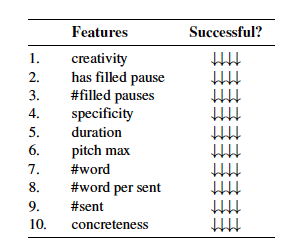 Features Successful?
1. creativity ↓↓↓↓
2. has filled pause ↓↓↓↓
3. #filled pauses ↓↓↓↓
4. specificity ↓↓↓↓
5. duration ↓↓↓↓
6. pitch max ↓↓↓↓
7. #word ↓↓↓↓
8. #word per sent ↓↓↓↓
9. #sent ↓↓↓↓
10. concreteness ↓↓↓↓